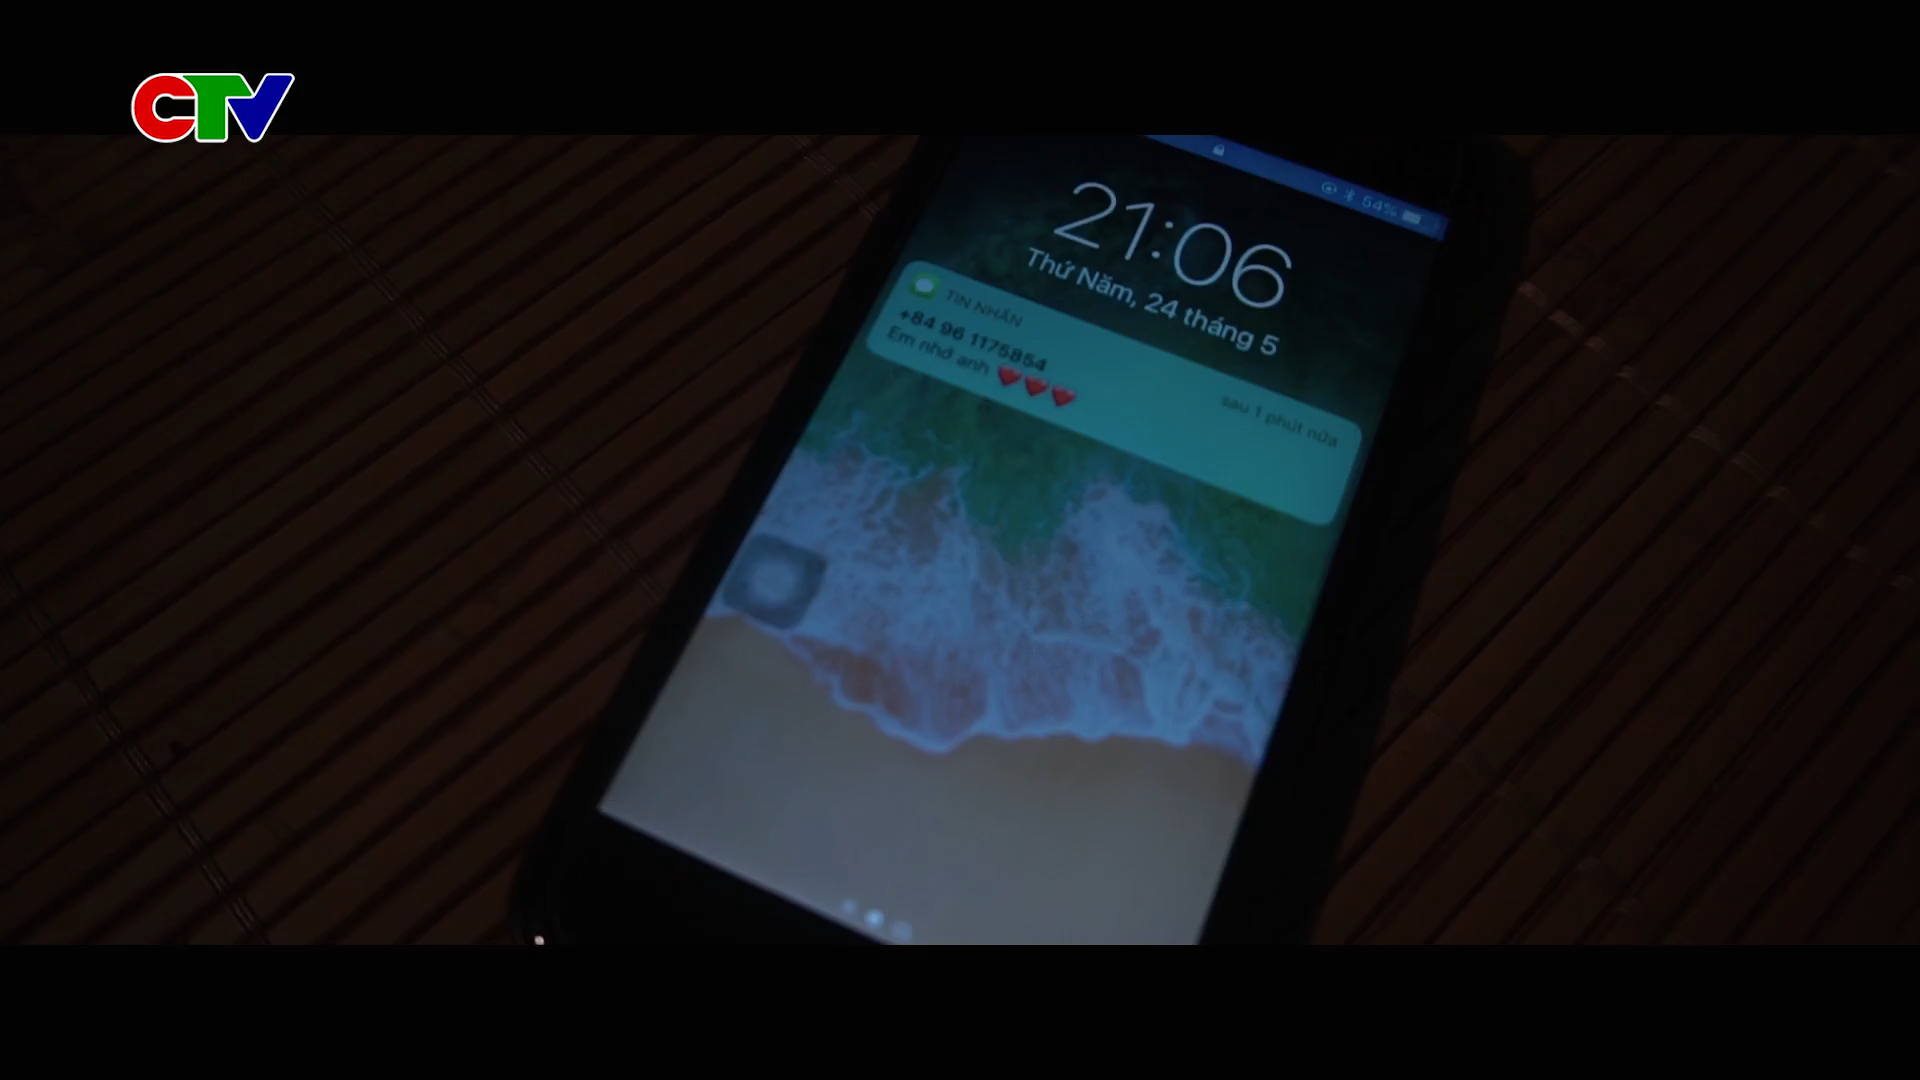 CTV
54%
21:06
Thứ Năm, 24 tháng 5
TIN NHẮN
sau 1 phút nữa
+84 96 1175854
Em nhớ anh ❤️❤️❤️